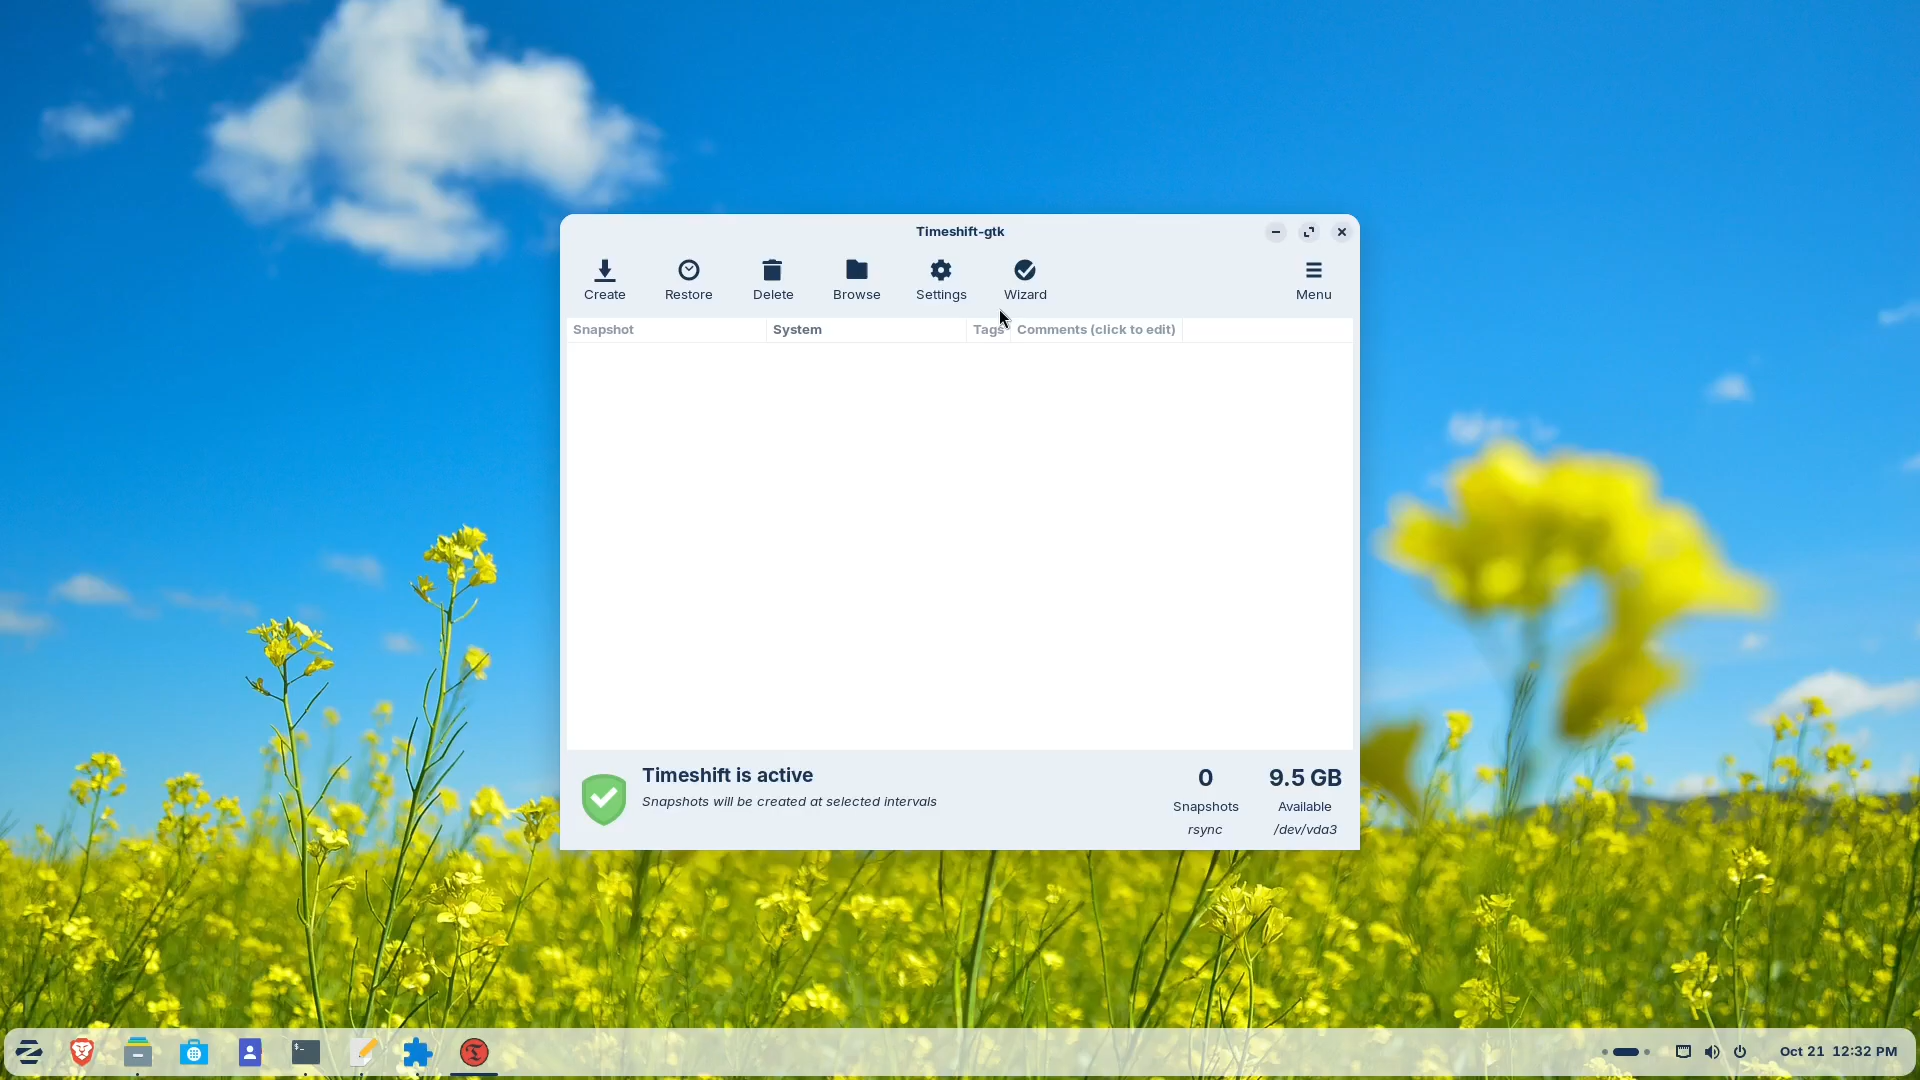 Timeshift-gtk
Create Restore Delete Browse Settings Wizard Menu
Snapshot System Tags Comments (click to edit)
Timeshift is active
Snapshots will be created at selected intervals
0 9.5 GB
Snapshots Available
rsync /dev/vda3
Oct 21 12:32 PM